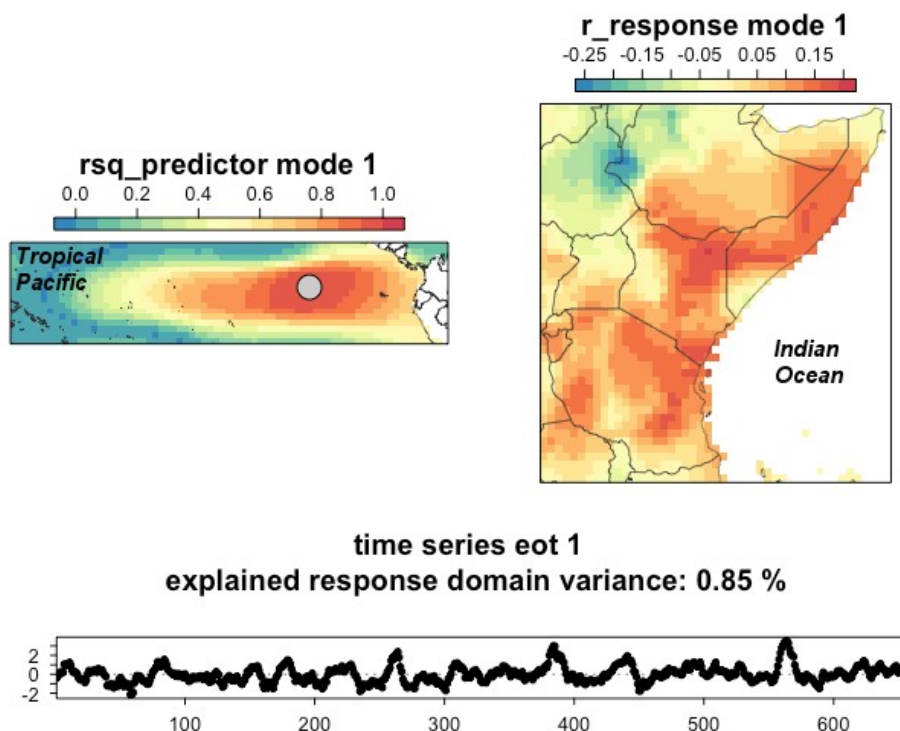 r_response mode 1
-0.25 -0.15 -0.05 0.05 0.15
rsq_predictor mode 1
0.0 0.2 0.4 0.6 0.8 1.0
Tropical
Pacific
Indian
Ocean
time series eot 1
explained response domain variance: 0.85 %
2
0
-2
100 200 300 400 500 600